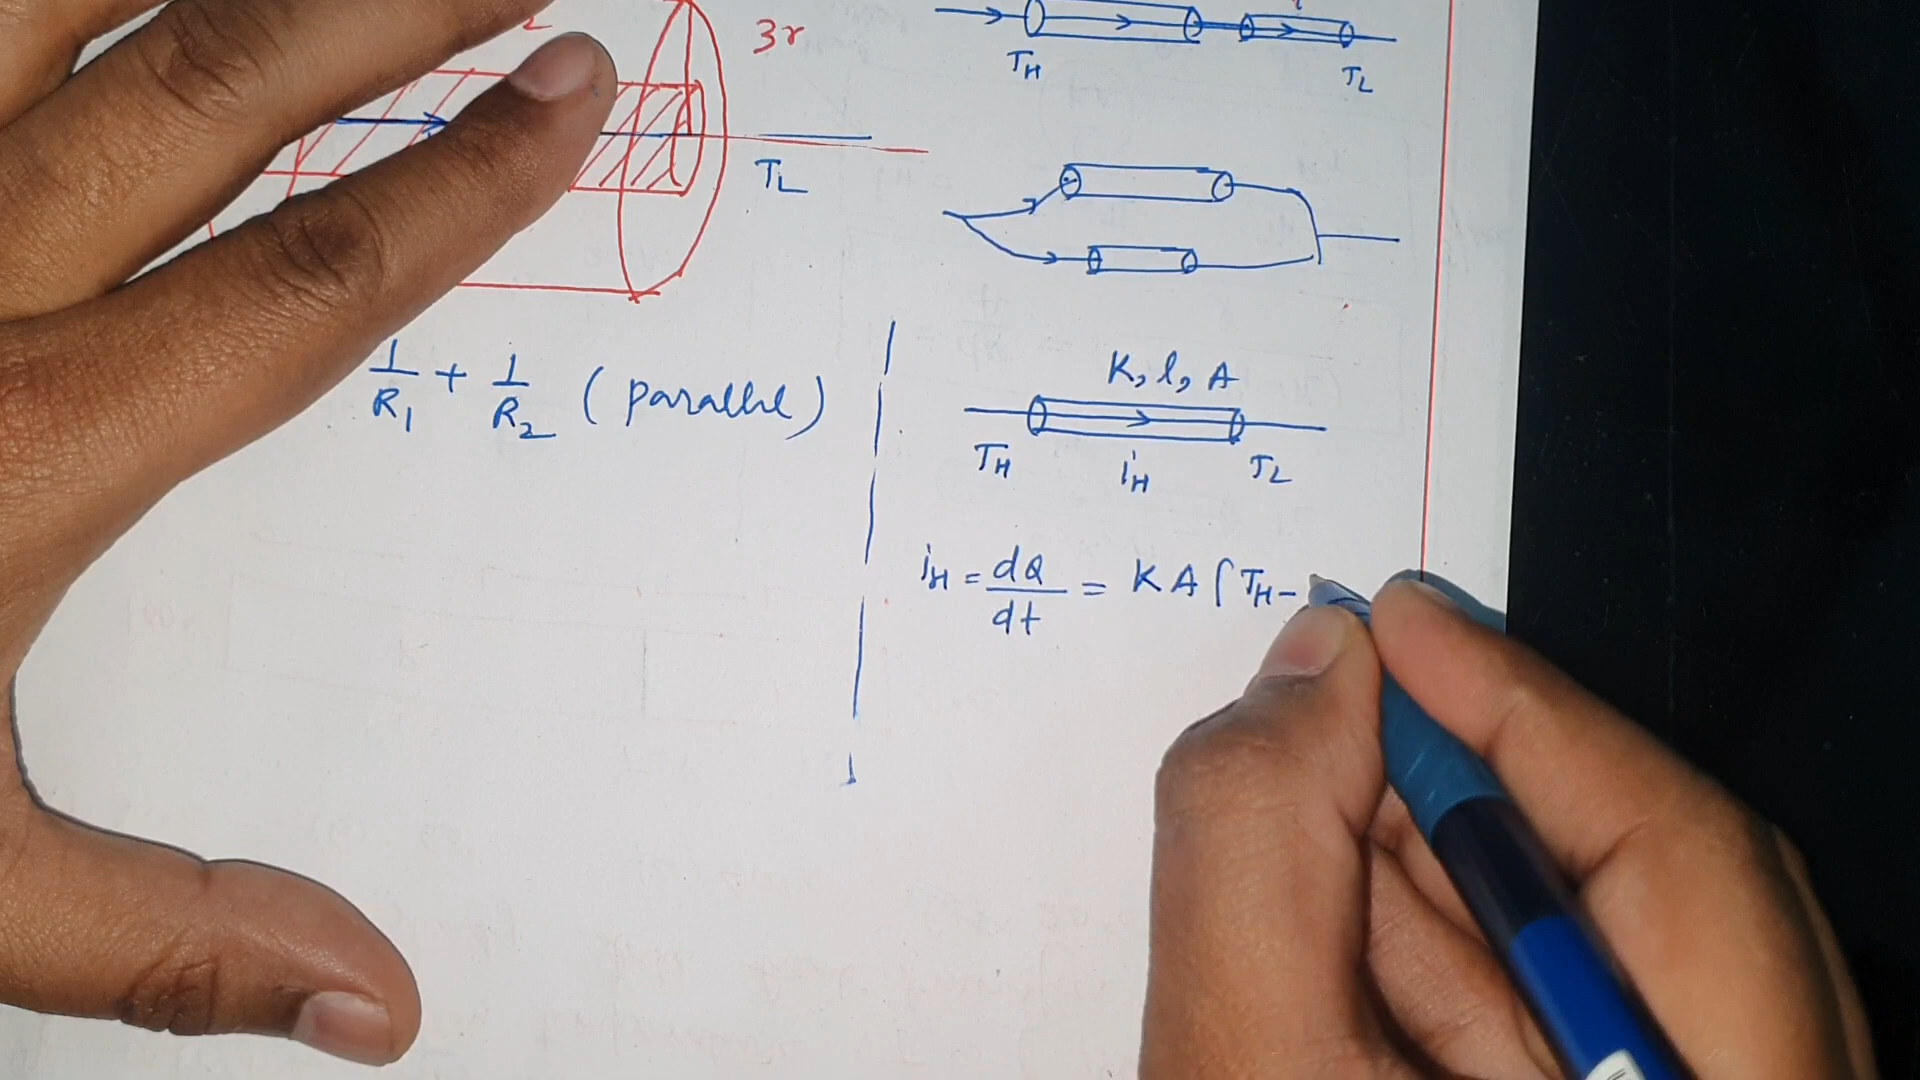 3r
T_H
T_L
T_L
1/R_1 + 1/R_2 (parallel)
K, l, A
T_H
i_H
T_L
i_H = dQ/dt = KA(T_H -